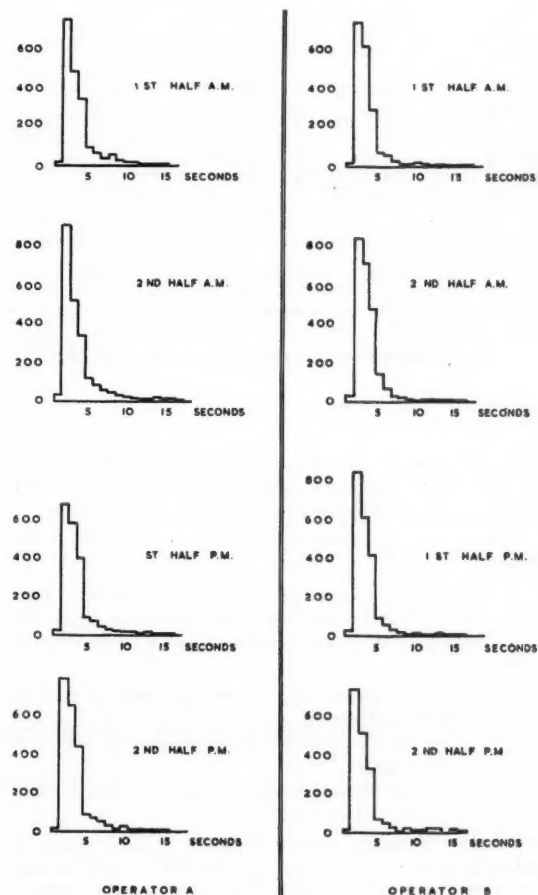 600
400
200
0
1 ST HALF A.M.
5 10 15 SECONDS
800
600
400
200
0
2 ND HALF A.M.
5 10 15 SECONDS
600
400
200
0
ST HALF P.M.
5 10 15 SECONDS
600
400
200
0
2 ND HALF P.M.
5 10 15 SECONDS
OPERATOR A
600
400
200
0
1 ST HALF A.M.
5 10 15 SECONDS
800
600
400
200
0
2 ND HALF A.M.
5 10 15 SECONDS
800
600
400
200
0
1 ST HALF P.M.
5 10 15 SECONDS
600
400
200
0
2 ND HALF P.M
5 10 15 SECONDS
OPERATOR B